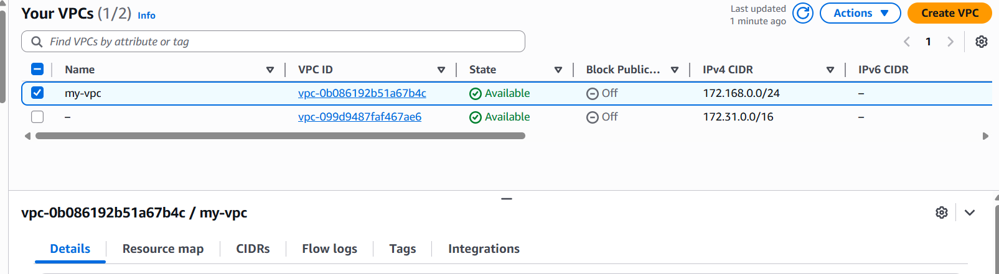 Your VPCs (1/2) Info
Last updated
1 minute ago
Actions
Create VPC
Find VPCs by attribute or tag
1
Name VPC ID State Block Public... IPv4 CIDR IPv6 CIDR
my-vpc vpc-0b086192b51a67b4c Available Off 172.168.0.0/24 –
– vpc-099d9487faf467ae6 Available Off 172.31.0.0/16 –
vpc-0b086192b51a67b4c / my-vpc
Details Resource map CIDRs Flow logs Tags Integrations